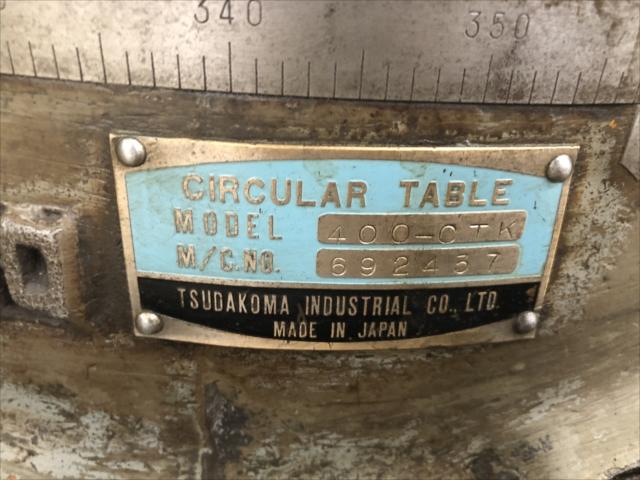 340 350
CIRCULAR TABLE
MODEL 400-CTK
M/C.NO. 692457
TSUDAKOMA INDUSTRIAL CO., LTD.
MADE IN JAPAN